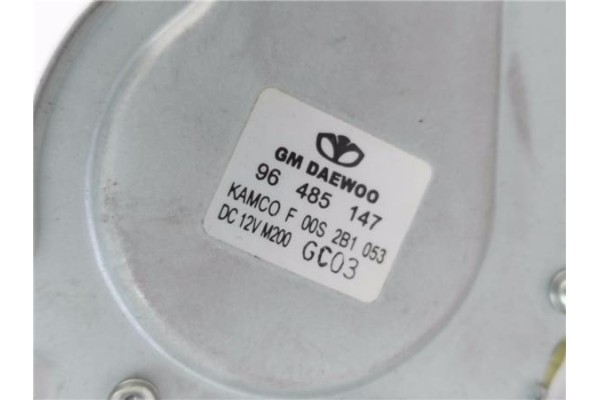 GM DAEWOO
96 485 147
KAMCO F 00S 2B1 053
DC 12V M200 GC03